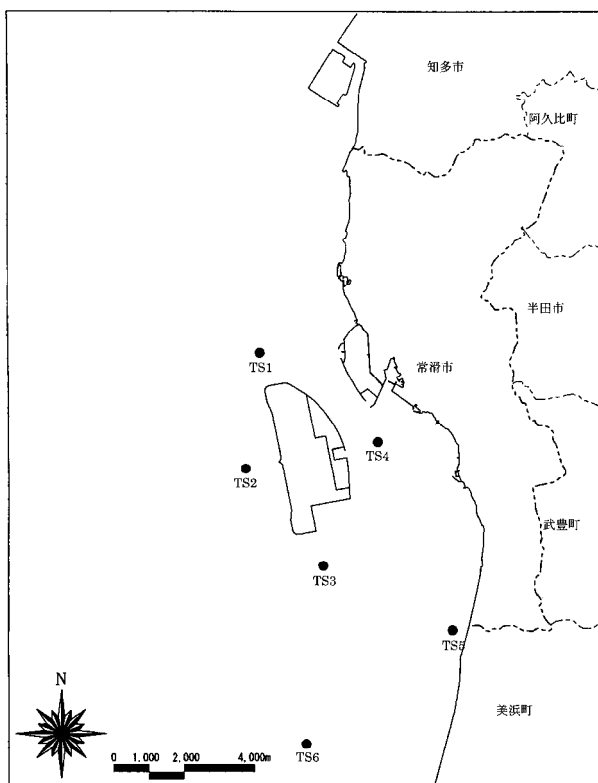 知多市
阿久比町
半田市
TS1
常滑市
TS4
TS2
武豊町
TS3
TS5
美浜町
N
0 1,000 2,000 4,000m
TS6